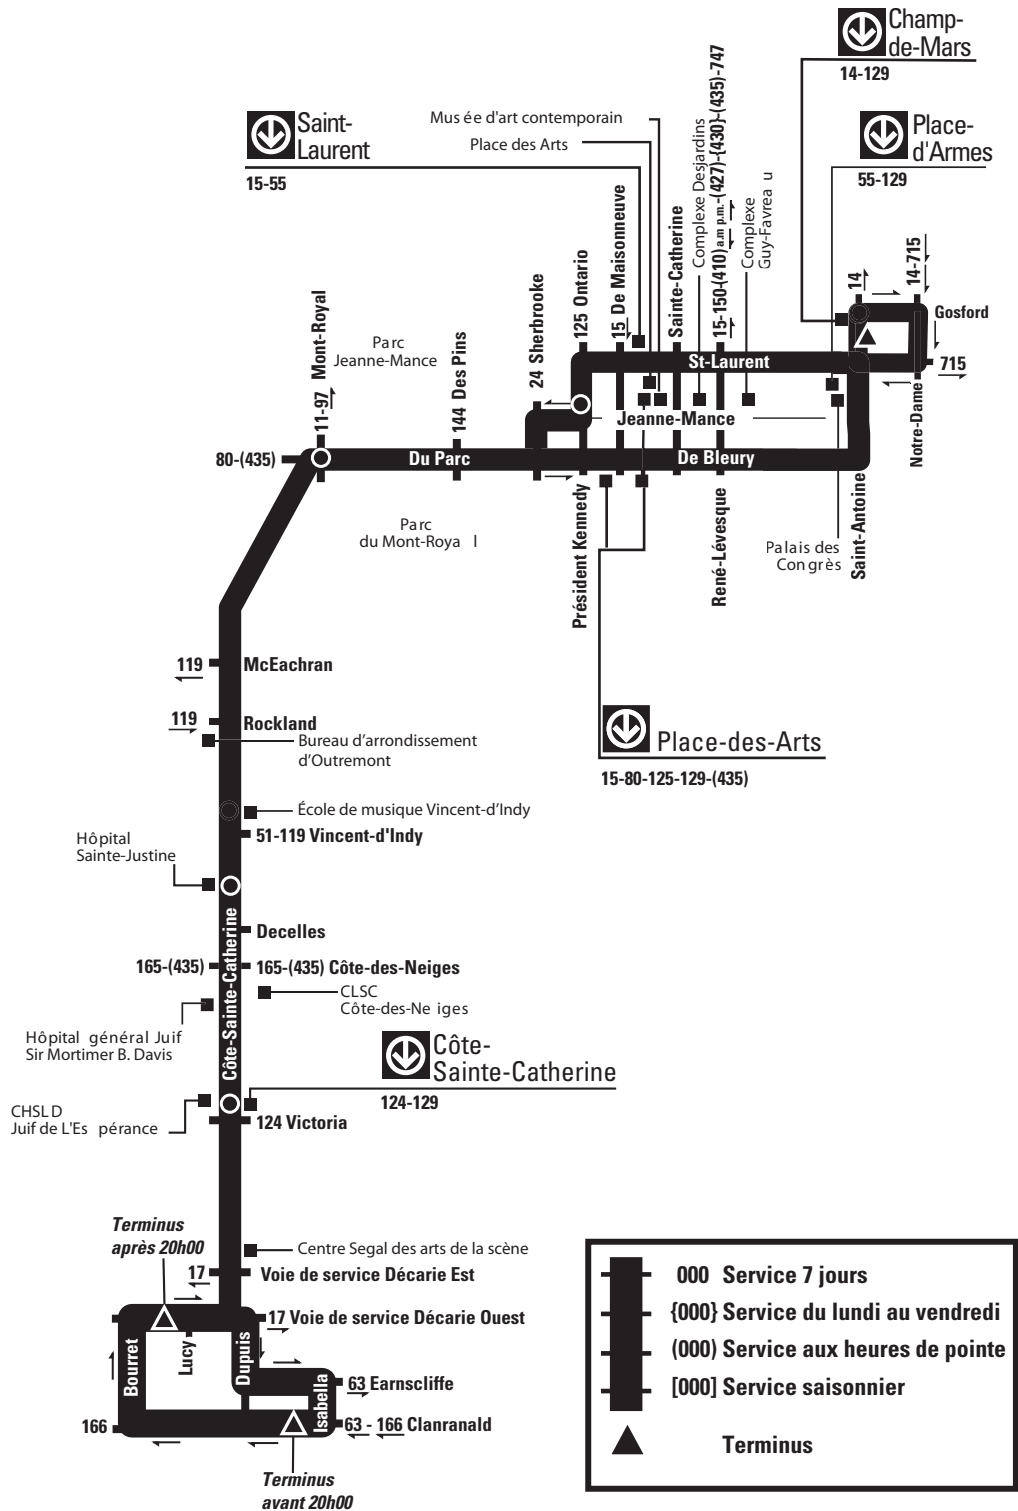 Champ-
de-Mars
14-129
Saint-
Laurent
15-55
Mus ée d'art contemporain
Place des Arts
Place-
d'Armes
55-129
Complexe Desjardins
15-150-(410) a.m p.m.-(427)-{430}-(435)-747
Complexe
Guy-Favrea u
11-97 Mont-Royal
Parc
Jeanne-Mance
144 Des Pins
24 Sherbrooke
125 Ontario
15 De Maisonneuve
Sainte-Catherine
14
14-715
Gosford
715
Notre-Dame
St-Laurent
Jeanne-Mance
80-(435)
Du Parc
De Bleury
Parc
du Mont-Roya l
Président Kennedy
René-Lévesque
Palais des
Congrès
Saint-Antoine
119
McEachran
119
Rockland
Bureau d'arrondissement
d'Outremont
Place-des-Arts
15-80-125-129-(435)
École de musique Vincent-d'Indy
51-119 Vincent-d'Indy
Hôpital
Sainte-Justine
Decelles
165-(435)
165-(435) Côte-des-Neiges
Côte-Sainte-Catherine
CLSC
Côte-des-Ne iges
Hôpital général Juif
Sir Mortimer B. Davis
Côte-
Sainte-Catherine
124-129
CHSL D
Juif de L'Es pérance
124 Victoria
Terminus
après 20h00
Centre Segal des arts de la scène
17
Voie de service Décarie Est
17 Voie de service Décarie Ouest
Bourret
Lucy
Dupuis
Isabella
63 Earnscliffe
166
63 - 166 Clanranald
Terminus
avant 20h00
000 Service 7 jours
{000} Service du lundi au vendredi
(000) Service aux heures de pointe
[000] Service saisonnier
Terminus